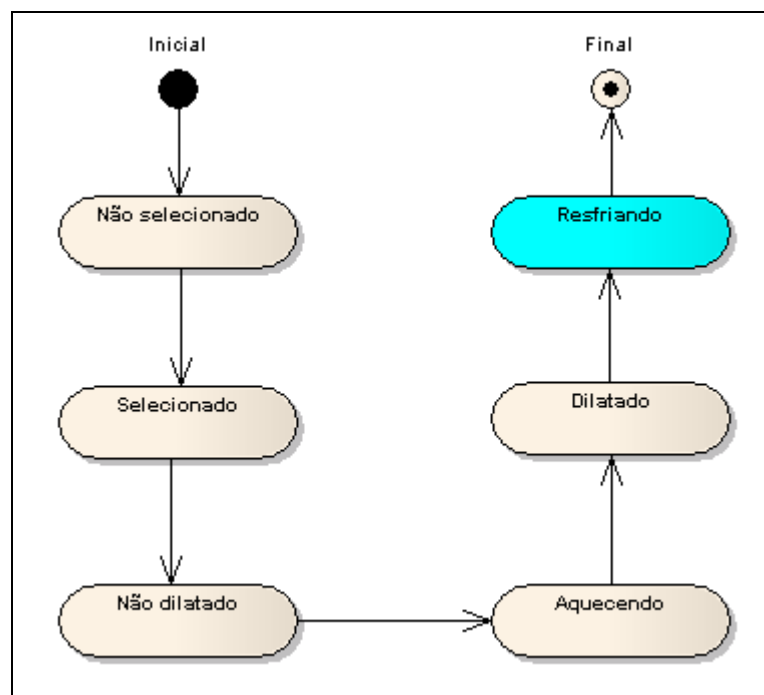 Inicial
Final
Não selecionado
Resfriando
Selecionado
Dilatado
Não dilatado
Aquecendo